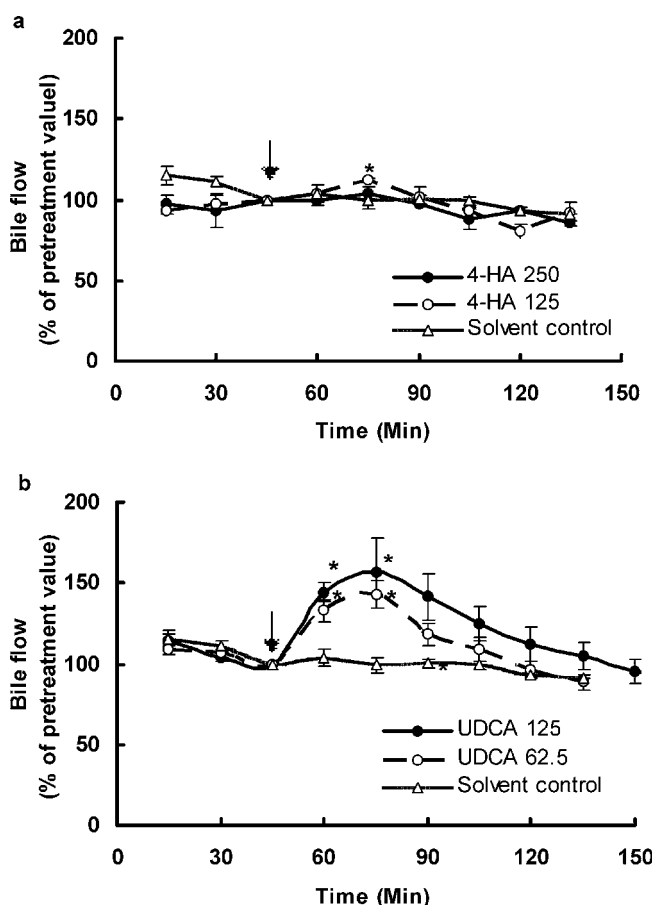 a
200
150
100
50
0
Bile flow
(% of pretreatment valuel)
*
4-HA 250
4-HA 125
Solvent control
0 30 60 90 120 150
Time (Min)
b
200
150
100
50
0
Bile flow
(% of pretreatment value)
* *
* *
*
UDCA 125
UDCA 62.5
Solvent control
0 30 60 90 120 150
Time (Min)